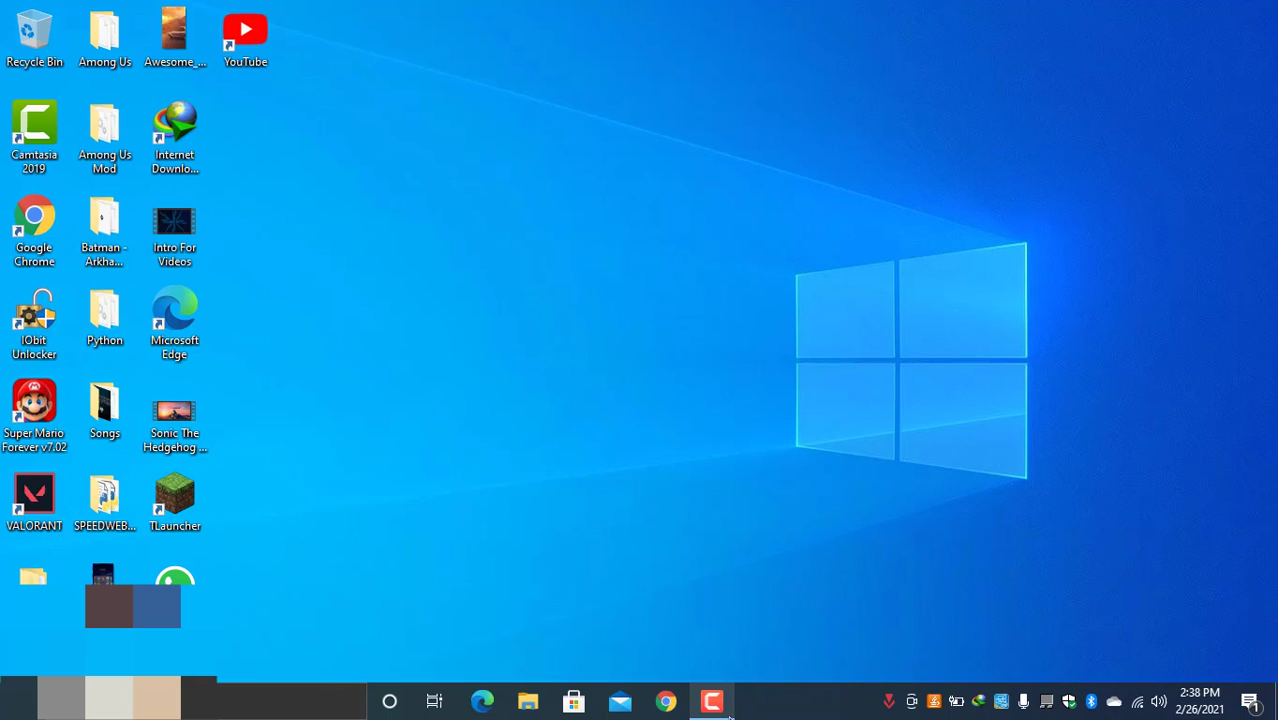 Recycle Bin
Among Us
Awesome_...
YouTube
Camtasia
2019
Among Us
Mod
Internet
Downlo...
Google
Chrome
Batman -
Arkha...
Intro For
Videos
IObit
Unlocker
Python
Microsoft
Edge
Super Mario
Forever v7.02
Songs
Sonic The
Hedgehog ...
VALORANT
SPEEDWEB...
TLauncher
2:38 PM
2/26/2021
1